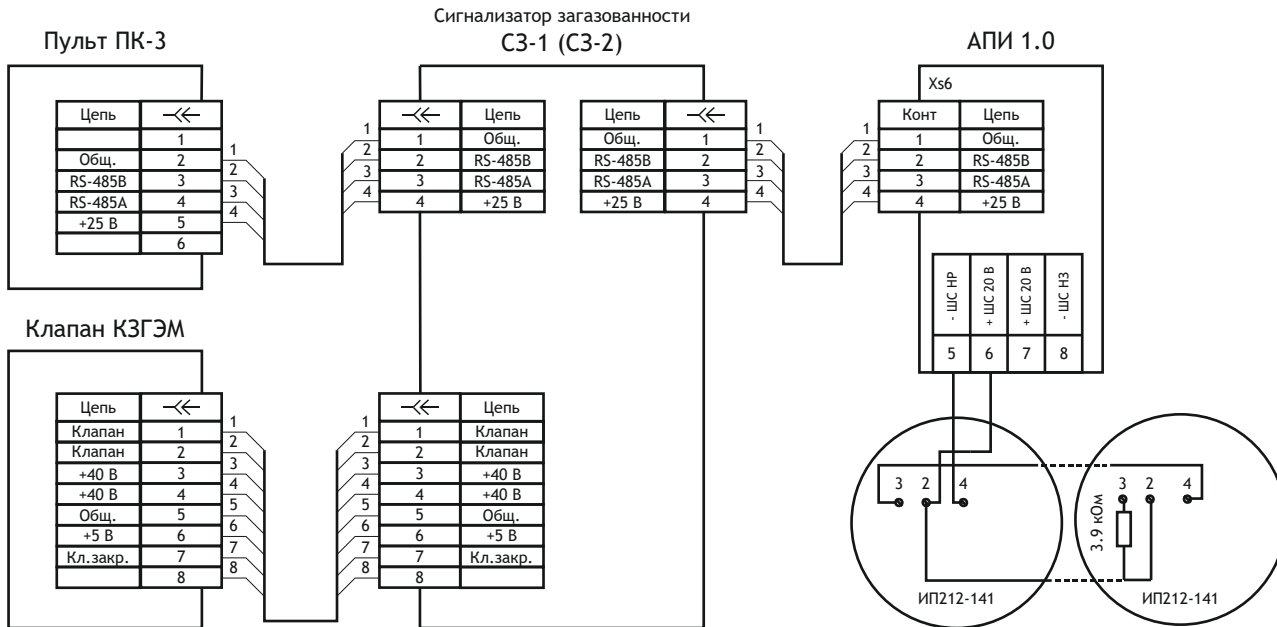 Сигнализатор загазованности
Пульт ПК-3
СЗ-1 (СЗ-2)
АПИ 1.0
Цепь
1
Общ. 2
RS-485B 3
RS-485A 4
+25 В 5
6
1
2
3
4
1
2
3
4
Цепь
1 Общ.
2 RS-485B
3 RS-485A
4 +25 В
Цепь
Общ. 1
RS-485B 2
RS-485A 3
+25 В 4
1
2
3
4
1
2
3
4
Xs6
Конт Цепь
1 Общ.
2 RS-485B
3 RS-485A
4 +25 В
- ШС НР
+ ШС 20 В
+ ШС 20 В
- ШС НЗ
5 6 7 8
Клапан КЗГЭМ
Цепь
Клапан 1
Клапан 2
+40 В 3
+40 В 4
Общ. 5
+5 В 6
Кл.закр. 7
8
1
2
3
4
5
6
7
8
1
2
3
4
5
6
7
8
Цепь
1 Клапан
2 Клапан
3 +40 В
4 +40 В
5 Общ.
6 +5 В
7 Кл.закр.
8
3 2 4
ИП212-141
3 2 4
3.9 кОм
ИП212-141